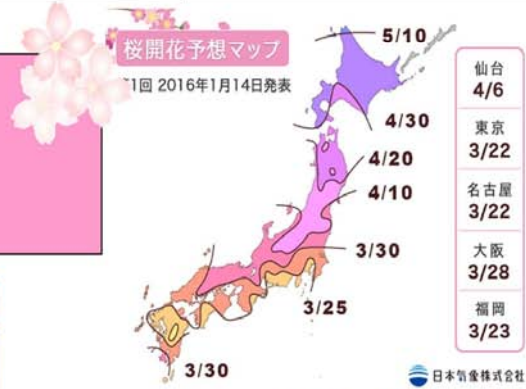 桜開花予想マップ
1回 2016年1月14日発表
5/10
4/30
4/20
4/10
3/30
3/25
3/30
仙台
4/6
東京
3/22
名古屋
3/22
大阪
3/28
福岡
3/23
日本気象株式会社